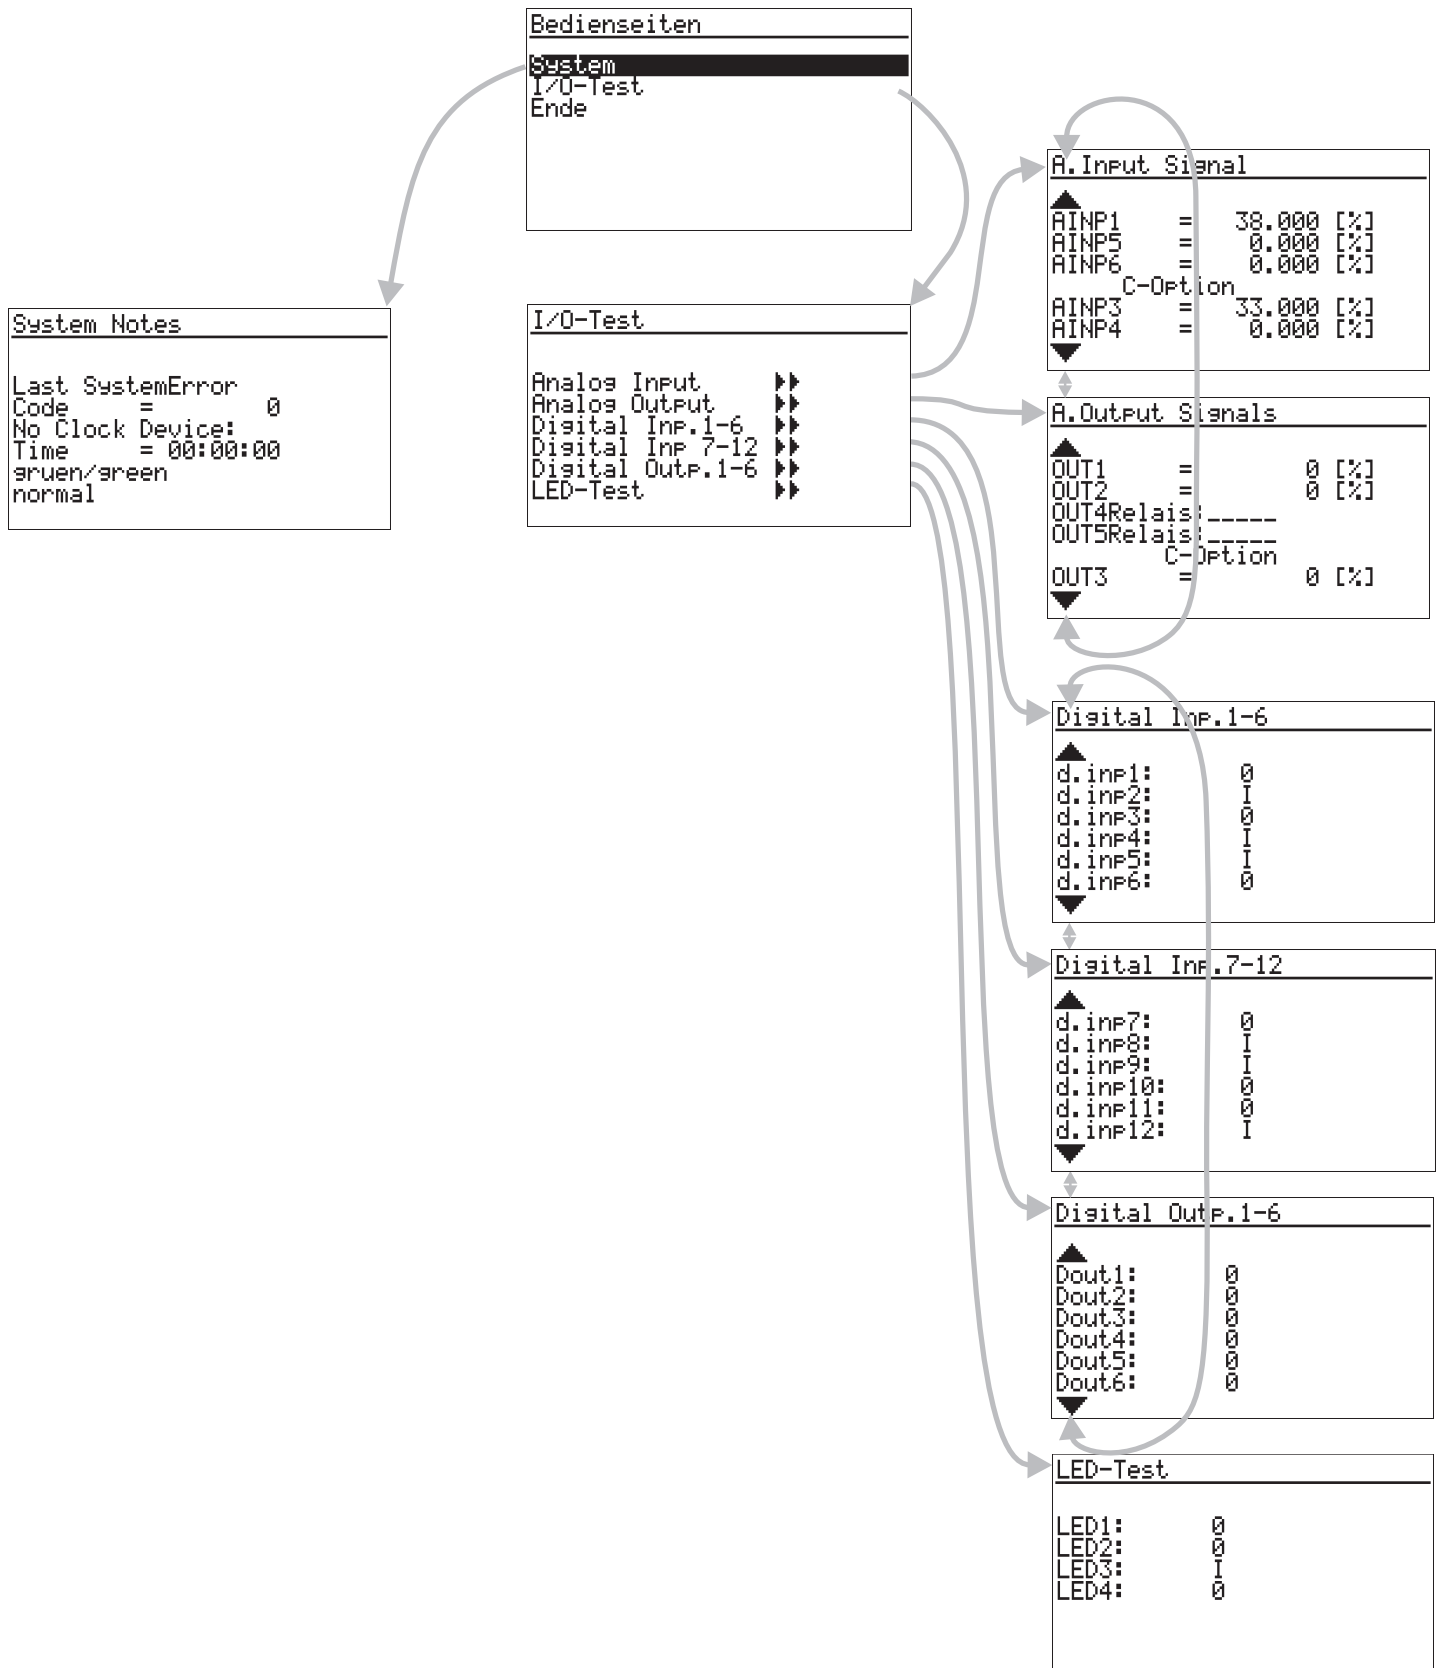 Bedienseiten
System
I/O-Test
Ende
System Notes
Last SystemError
Code = 0
No Clock Device:
Time = 00:00:00
gruen/green
normal
I/O-Test
Analog Input
Analog Output
Digital Inp.1-6
Digital Inp 7-12
Digital Outp.1-6
LED-Test
A.Input Signal
AINP1 = 38.000 [%]
AINP5 = 0.000 [%]
AINP6 = 0.000 [%]
C-Option
AINP3 = 33.000 [%]
AINP4 = 0.000 [%]
A.Output Signals
OUT1 = 0 [%]
OUT2 = 0 [%]
OUT4Relais:_____
OUT5Relais:_____
C-Option
OUT3 = 0 [%]
Digital Inp.1-6
d.inp1: 0
d.inp2: I
d.inp3: 0
d.inp4: I
d.inp5: I
d.inp6: 0
Digital Inp.7-12
d.inp7: 0
d.inp8: I
d.inp9: I
d.inp10: 0
d.inp11: 0
d.inp12: I
Digital Outp.1-6
Dout1: 0
Dout2: 0
Dout3: 0
Dout4: 0
Dout5: 0
Dout6: 0
LED-Test
LED1: 0
LED2: 0
LED3: I
LED4: 0